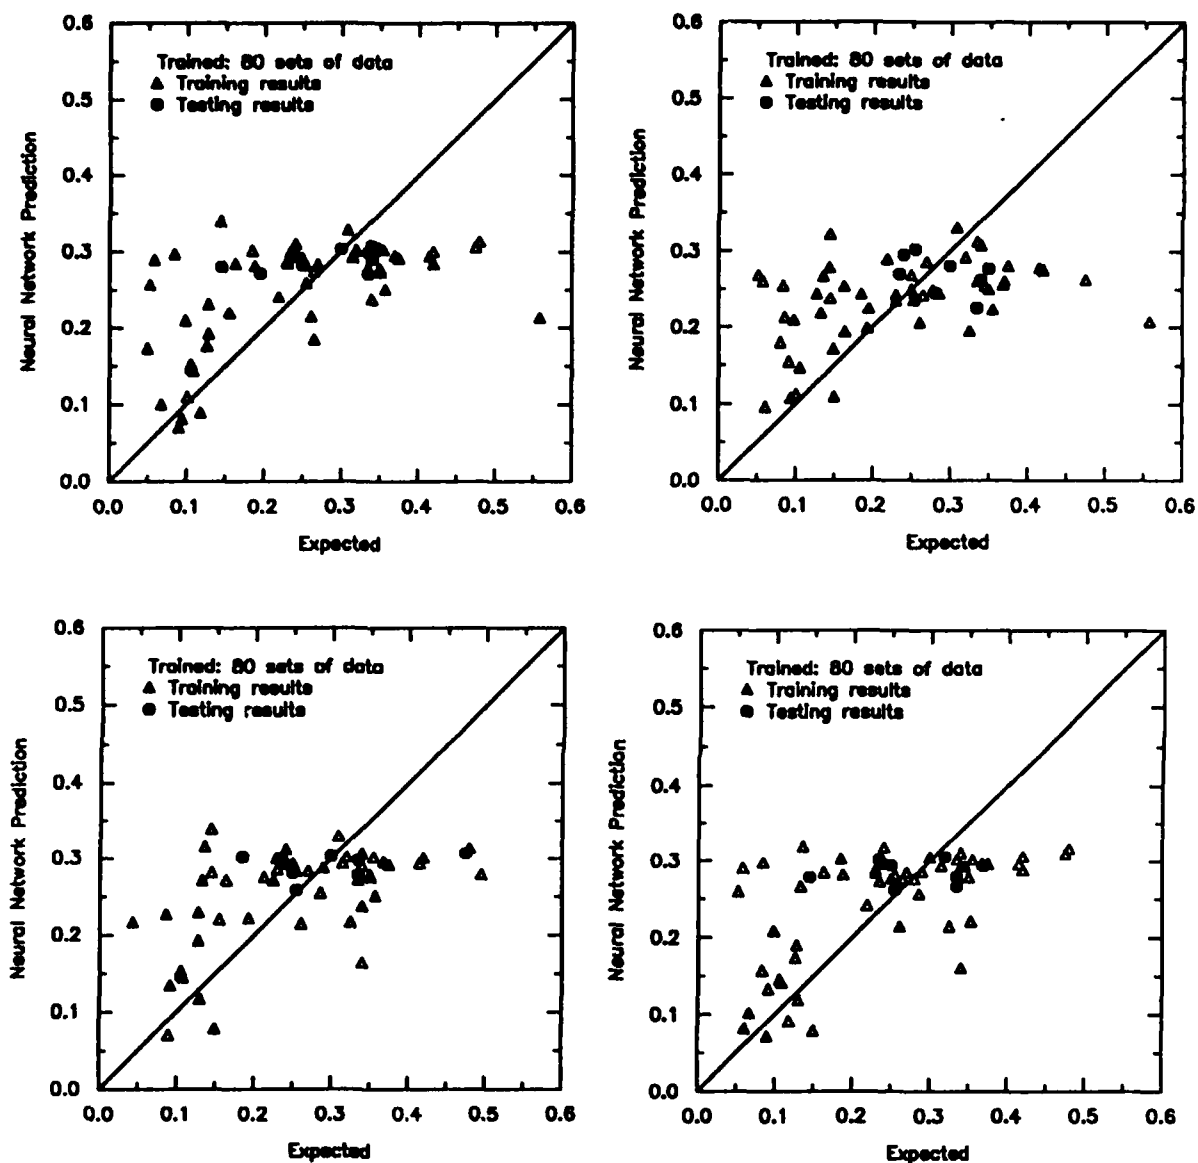 0.6
Trained: 80 sets of data
Training results
Testing results
0.5
0.4
0.3
0.2
0.1
0.0
Neural Network Prediction
0.0 0.1 0.2 0.3 0.4 0.5 0.6
Expected
0.6
Trained: 80 sets of data
Training results
Testing results
0.5
0.4
0.3
0.2
0.1
0.0
Neural Network Prediction
0.0 0.1 0.2 0.3 0.4 0.5 0.6
Expected
0.6
Trained: 80 sets of data
Training results
Testing results
0.5
0.4
0.3
0.2
0.1
0.0
Neural Network Prediction
0.0 0.1 0.2 0.3 0.4 0.5 0.6
Expected
0.6
Trained: 80 sets of data
Training results
Testing results
0.5
0.4
0.3
0.2
0.1
0.0
Neural Network Prediction
0.0 0.1 0.2 0.3 0.4 0.5 0.6
Expected